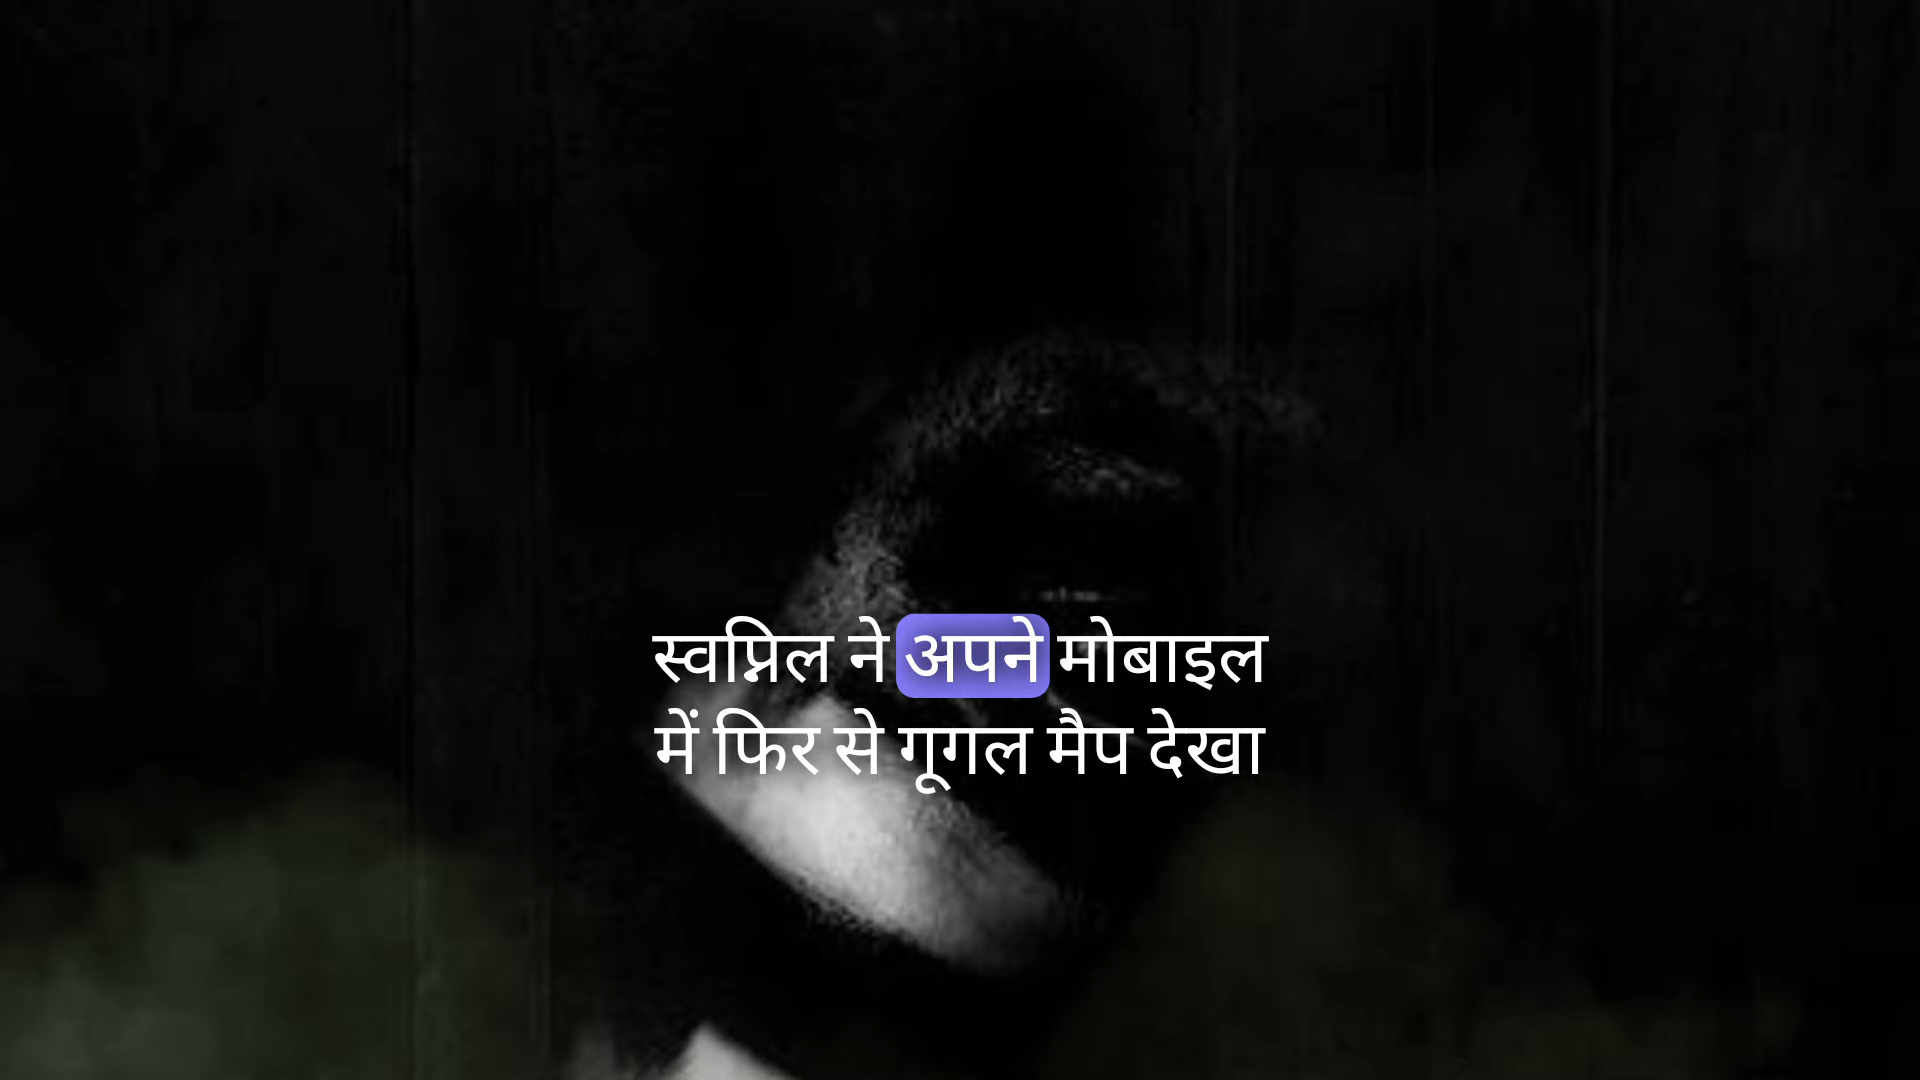 स्वप्निल ने अपने मोबाइल
में फिर से गूगल मैप देखा